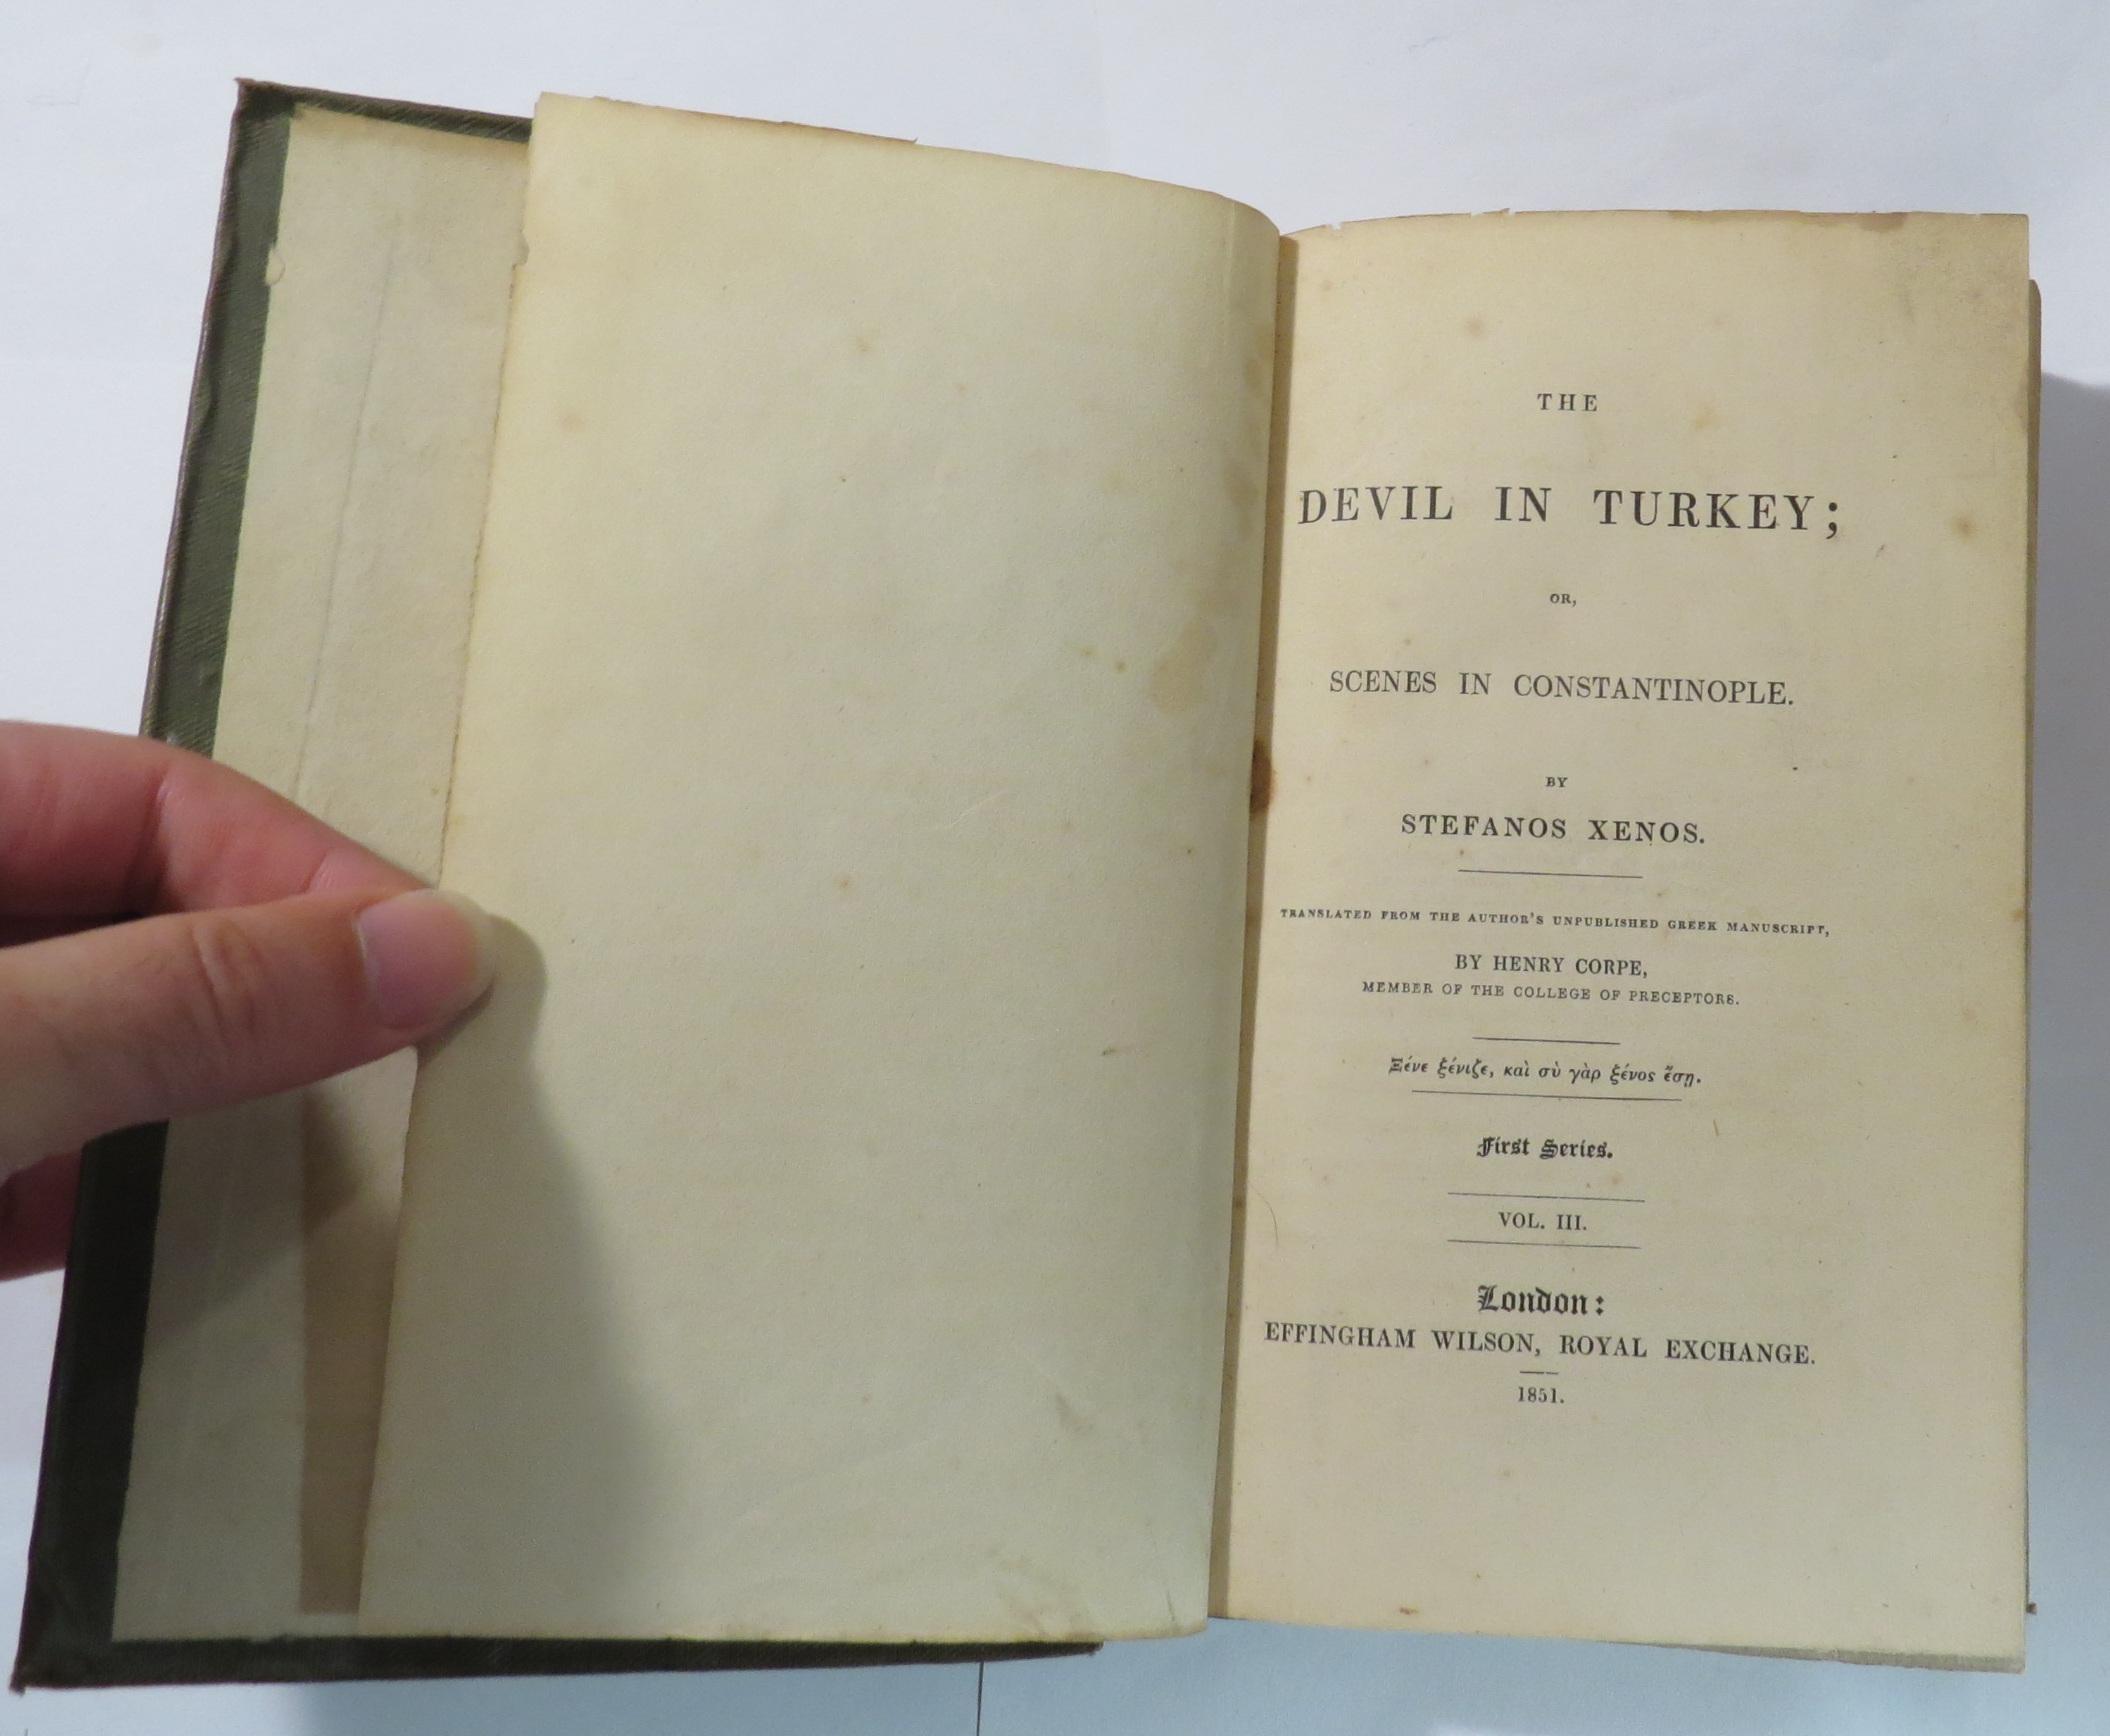 THE
DEVIL IN TURKEY;
OR,
SCENES IN CONSTANTINOPLE.
BY
STEFANOS XENOS.
TRANSLATED FROM THE AUTHOR'S UNPUBLISHED GREEK MANUSCRIPT,
BY HENRY CORPE,
MEMBER OF THE COLLEGE OF PRECEPTORS.
Ξένε ξένιζε, καὶ σὺ γὰρ ξένος ἔσῃ.
First Series.
VOL. III.
London:
EFFINGHAM WILSON, ROYAL EXCHANGE.
1851.